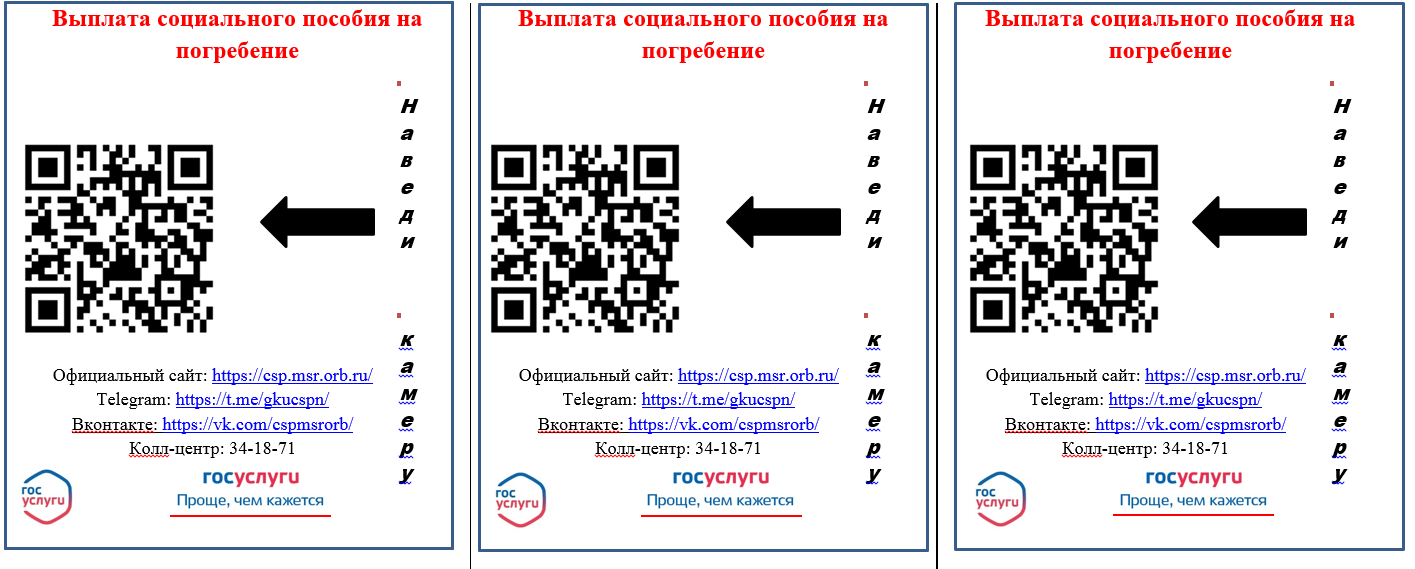 Выплата социального пособия на
погребение
Наведи
камеру
Официальный сайт: https://csp.msr.orb.ru/
Telegram: https://t.me/gkucspn/
Вконтакте: https://vk.com/cspmsrorb/
Колл-центр: 34-18-71
гос
услуги
госуслуги
Проще, чем кажется
Выплата социального пособия на
погребение
Наведи
камеру
Официальный сайт: https://csp.msr.orb.ru/
Telegram: https://t.me/gkucspn/
Вконтакте: https://vk.com/cspmsrorb/
Колл-центр: 34-18-71
гос
услуги
госуслуги
Проще, чем кажется
Выплата социального пособия на
погребение
Наведи
камеру
Официальный сайт: https://csp.msr.orb.ru/
Telegram: https://t.me/gkucspn/
Вконтакте: https://vk.com/cspmsrorb/
Колл-центр: 34-18-71
гос
услуги
госуслуги
Проще, чем кажется